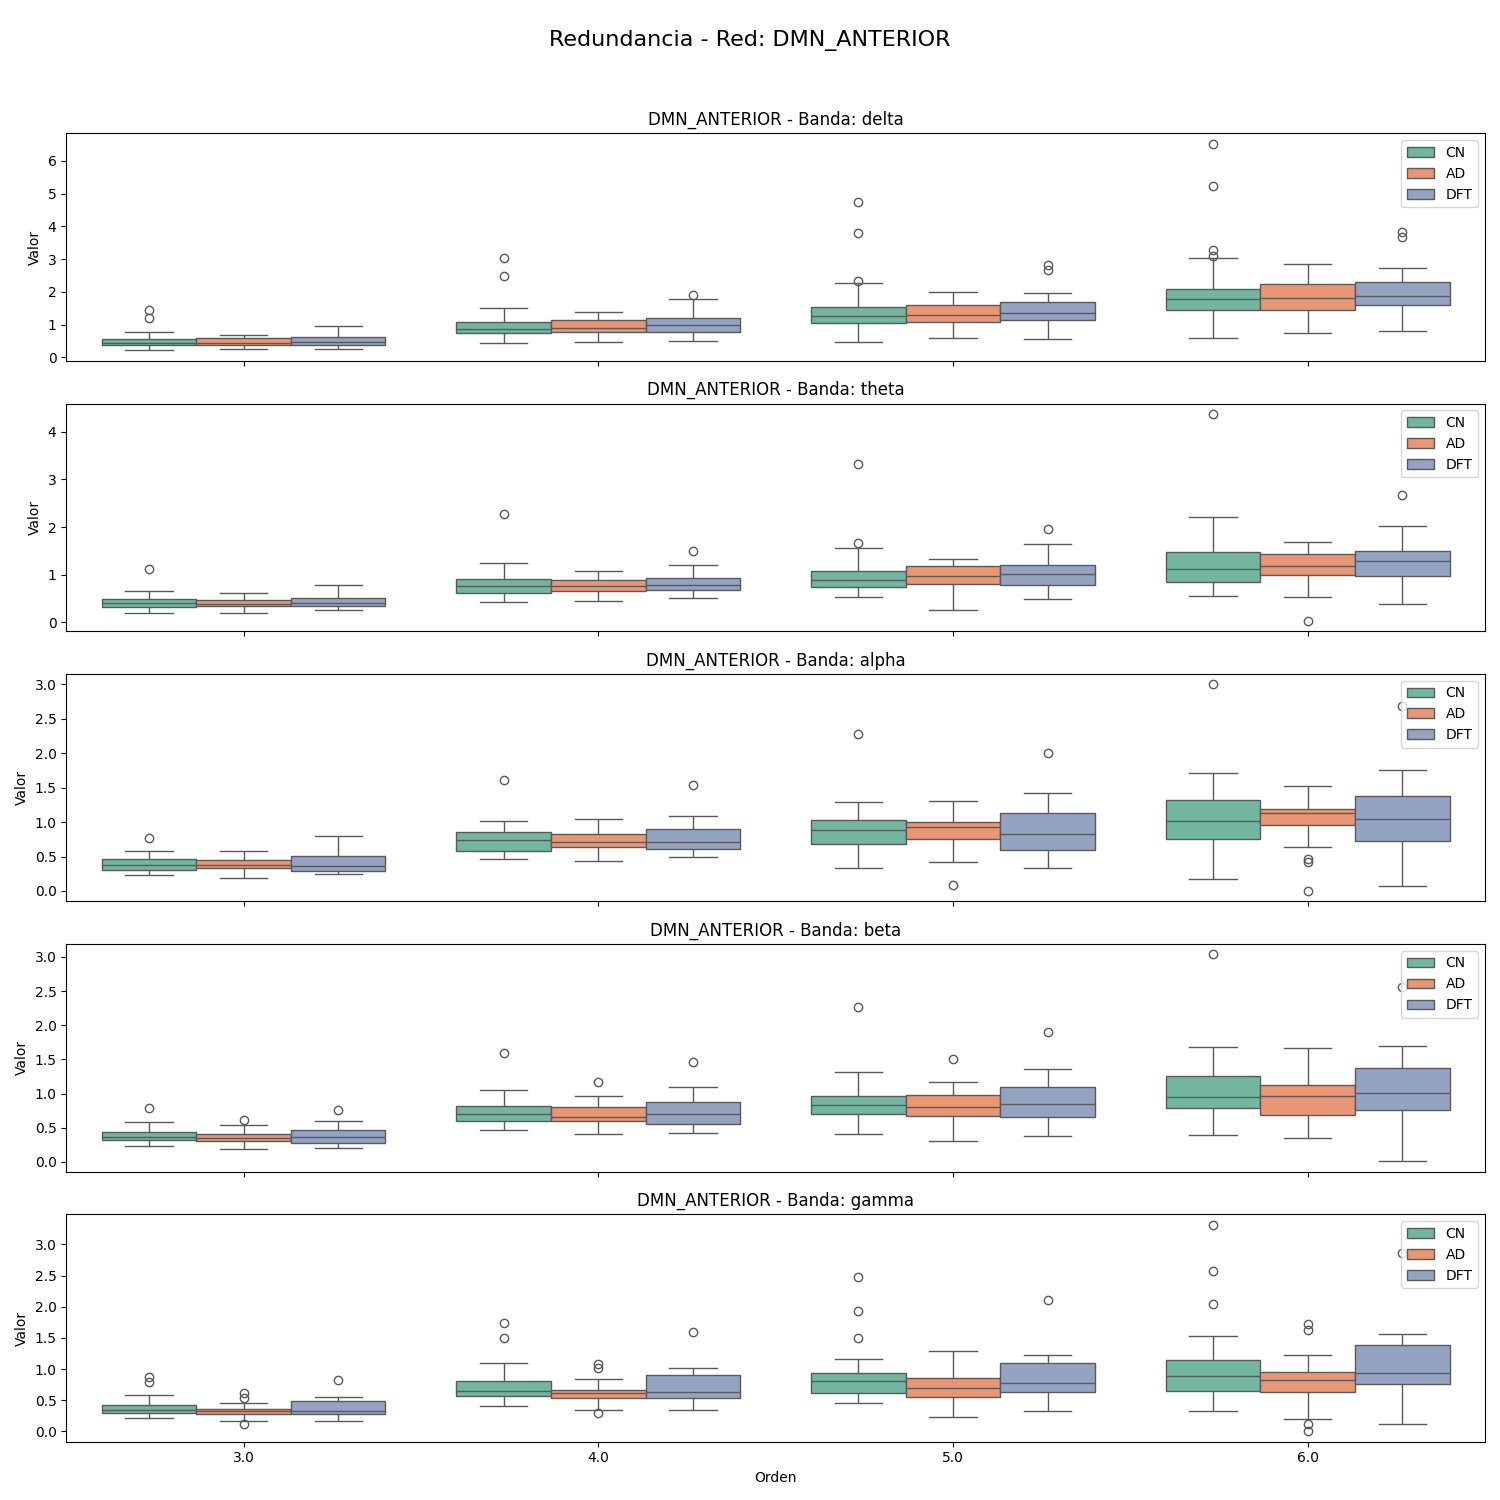 Redundancia - Red: DMN_ANTERIOR
DMN_ANTERIOR - Banda: delta
Valor
6
5
4
3
2
1
0
CN
AD
DFT
DMN_ANTERIOR - Banda: theta
Valor
4
3
2
1
0
CN
AD
DFT
DMN_ANTERIOR - Banda: alpha
Valor
3.0
2.5
2.0
1.5
1.0
0.5
0.0
CN
AD
DFT
DMN_ANTERIOR - Banda: beta
Valor
3.0
2.5
2.0
1.5
1.0
0.5
0.0
CN
AD
DFT
DMN_ANTERIOR - Banda: gamma
Valor
3.0
2.5
2.0
1.5
1.0
0.5
0.0
CN
AD
DFT
3.0 4.0 5.0 6.0
Orden